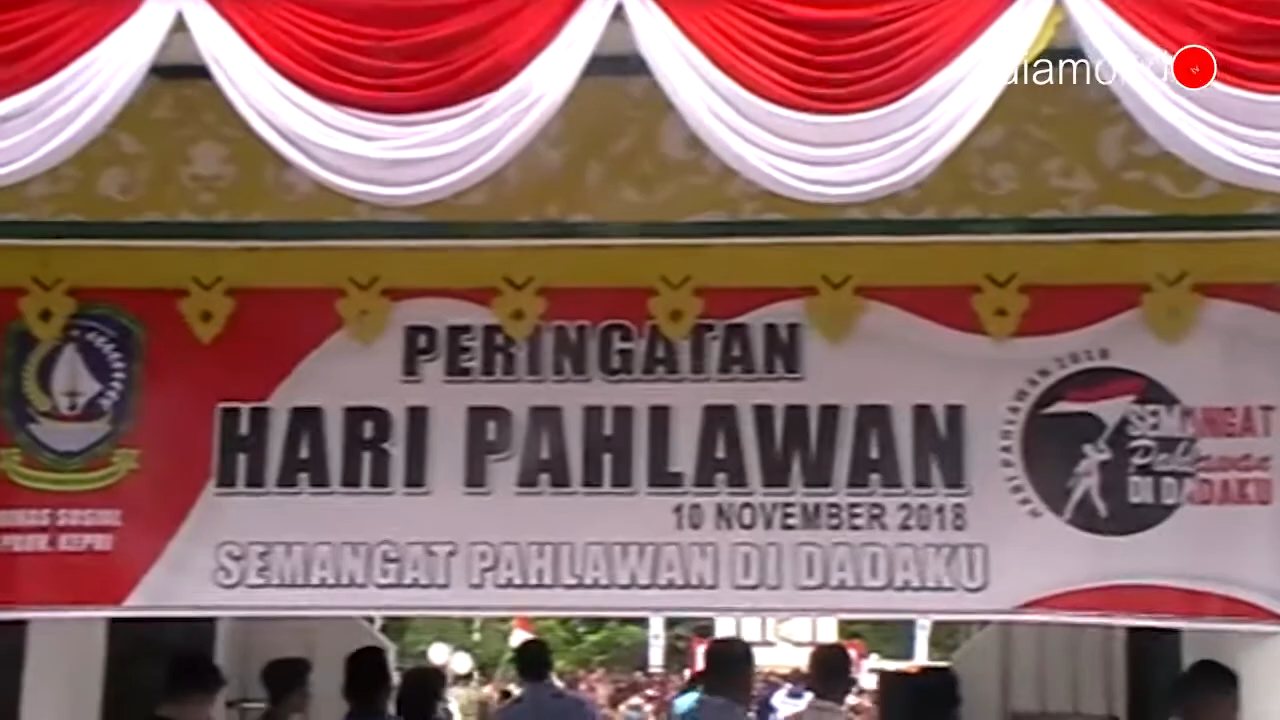 PERINGATAN
HARI PAHLAWAN
10 NOVEMBER 2018
SEMANGAT PAHLAWAN DI DADAKU
DINAS SOSIAL
PROV. KEPRI
HARI PAHLAWAN 2018
SEMANGAT
Pahlawan
DI DADAKU